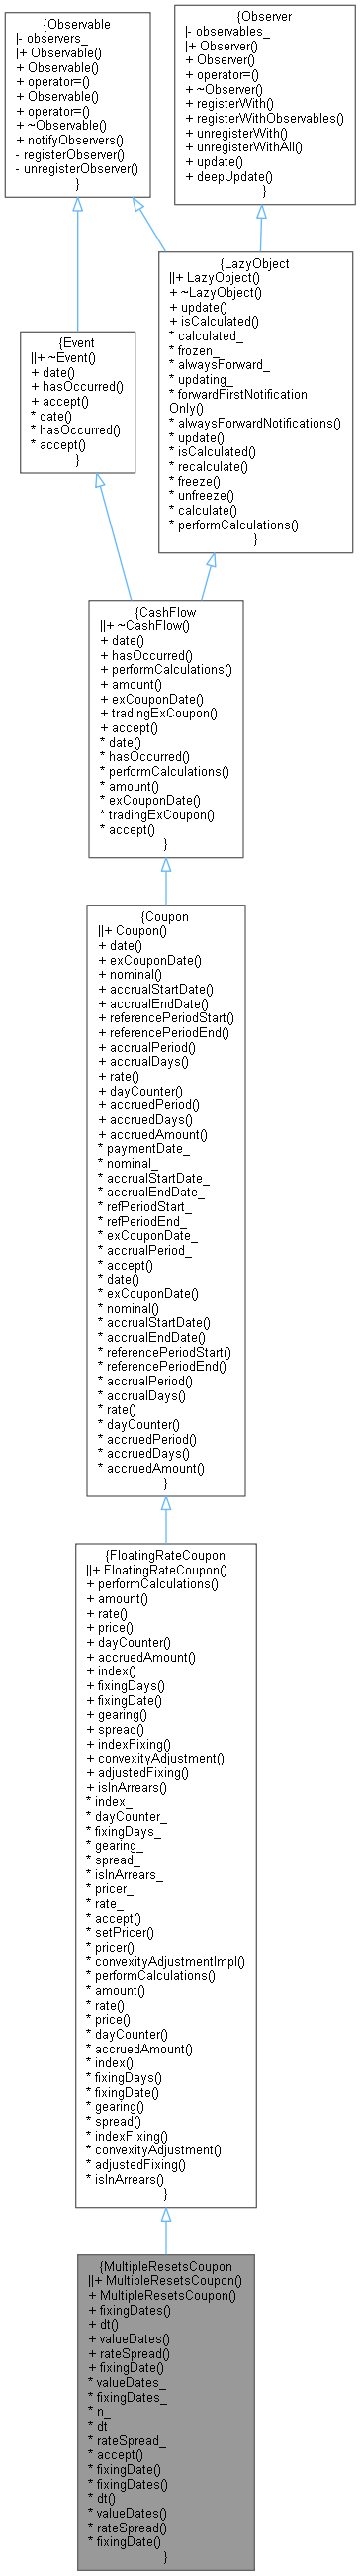 {Observable
|- observers_
|+ Observable()
+ Observable()
+ operator=()
+ Observable()
+ operator=()
+ ~Observable()
+ notifyObservers()
- registerObserver()
- unregisterObserver()
}
{Observer
|- observables_
|+ Observer()
+ Observer()
+ operator=()
+ ~Observer()
+ registerWith()
+ registerWithObservables()
+ unregisterWith()
+ unregisterWithAll()
+ update()
+ deepUpdate()
}
{LazyObject
||+ LazyObject()
+ ~LazyObject()
+ update()
+ isCalculated()
* calculated_
* frozen_
* alwaysForward_
* updating_
* forwardFirstNotification
Only()
* alwaysForwardNotifications()
* update()
* isCalculated()
* recalculate()
* freeze()
* unfreeze()
* calculate()
* performCalculations()
}
{Event
||+ ~Event()
+ date()
+ hasOccurred()
+ accept()
* date()
* hasOccurred()
* accept()
}
{CashFlow
||+ ~CashFlow()
+ date()
+ hasOccurred()
+ performCalculations()
+ amount()
+ exCouponDate()
+ tradingExCoupon()
+ accept()
* date()
* hasOccurred()
* performCalculations()
* amount()
* exCouponDate()
* tradingExCoupon()
* accept()
}
{Coupon
||+ Coupon()
+ date()
+ exCouponDate()
+ nominal()
+ accrualStartDate()
+ accrualEndDate()
+ referencePeriodStart()
+ referencePeriodEnd()
+ accrualPeriod()
+ accrualDays()
+ rate()
+ dayCounter()
+ accruedPeriod()
+ accruedDays()
+ accruedAmount()
* paymentDate_
* nominal_
* accrualStartDate_
* accrualEndDate_
* refPeriodStart_
* refPeriodEnd_
* exCouponDate_
* accrualPeriod_
* accept()
* date()
* exCouponDate()
* nominal()
* accrualStartDate()
* accrualEndDate()
* referencePeriodStart()
* referencePeriodEnd()
* accrualPeriod()
* accrualDays()
* rate()
* dayCounter()
* accruedPeriod()
* accruedDays()
* accruedAmount()
}
{FloatingRateCoupon
||+ FloatingRateCoupon()
+ performCalculations()
+ amount()
+ rate()
+ price()
+ dayCounter()
+ accruedAmount()
+ index()
+ fixingDays()
+ fixingDate()
+ gearing()
+ spread()
+ indexFixing()
+ convexityAdjustment()
+ adjustedFixing()
+ isInArrears()
* index_
* dayCounter_
* fixingDays_
* gearing_
* spread_
* isInArrears_
* pricer_
* rate_
* accept()
* setPricer()
* pricer()
* convexityAdjustmentImpl()
* performCalculations()
* amount()
* rate()
* price()
* dayCounter()
* accruedAmount()
* index()
* fixingDays()
* fixingDate()
* gearing()
* spread()
* indexFixing()
* convexityAdjustment()
* adjustedFixing()
* isInArrears()
}
{MultipleResetsCoupon
||+ MultipleResetsCoupon()
+ MultipleResetsCoupon()
+ fixingDates()
+ dt()
+ valueDates()
+ rateSpread()
+ fixingDate()
* valueDates_
* fixingDates_
* n_
* dt_
* rateSpread_
* accept()
* fixingDate()
* fixingDates()
* dt()
* valueDates()
* rateSpread()
* fixingDate()
}